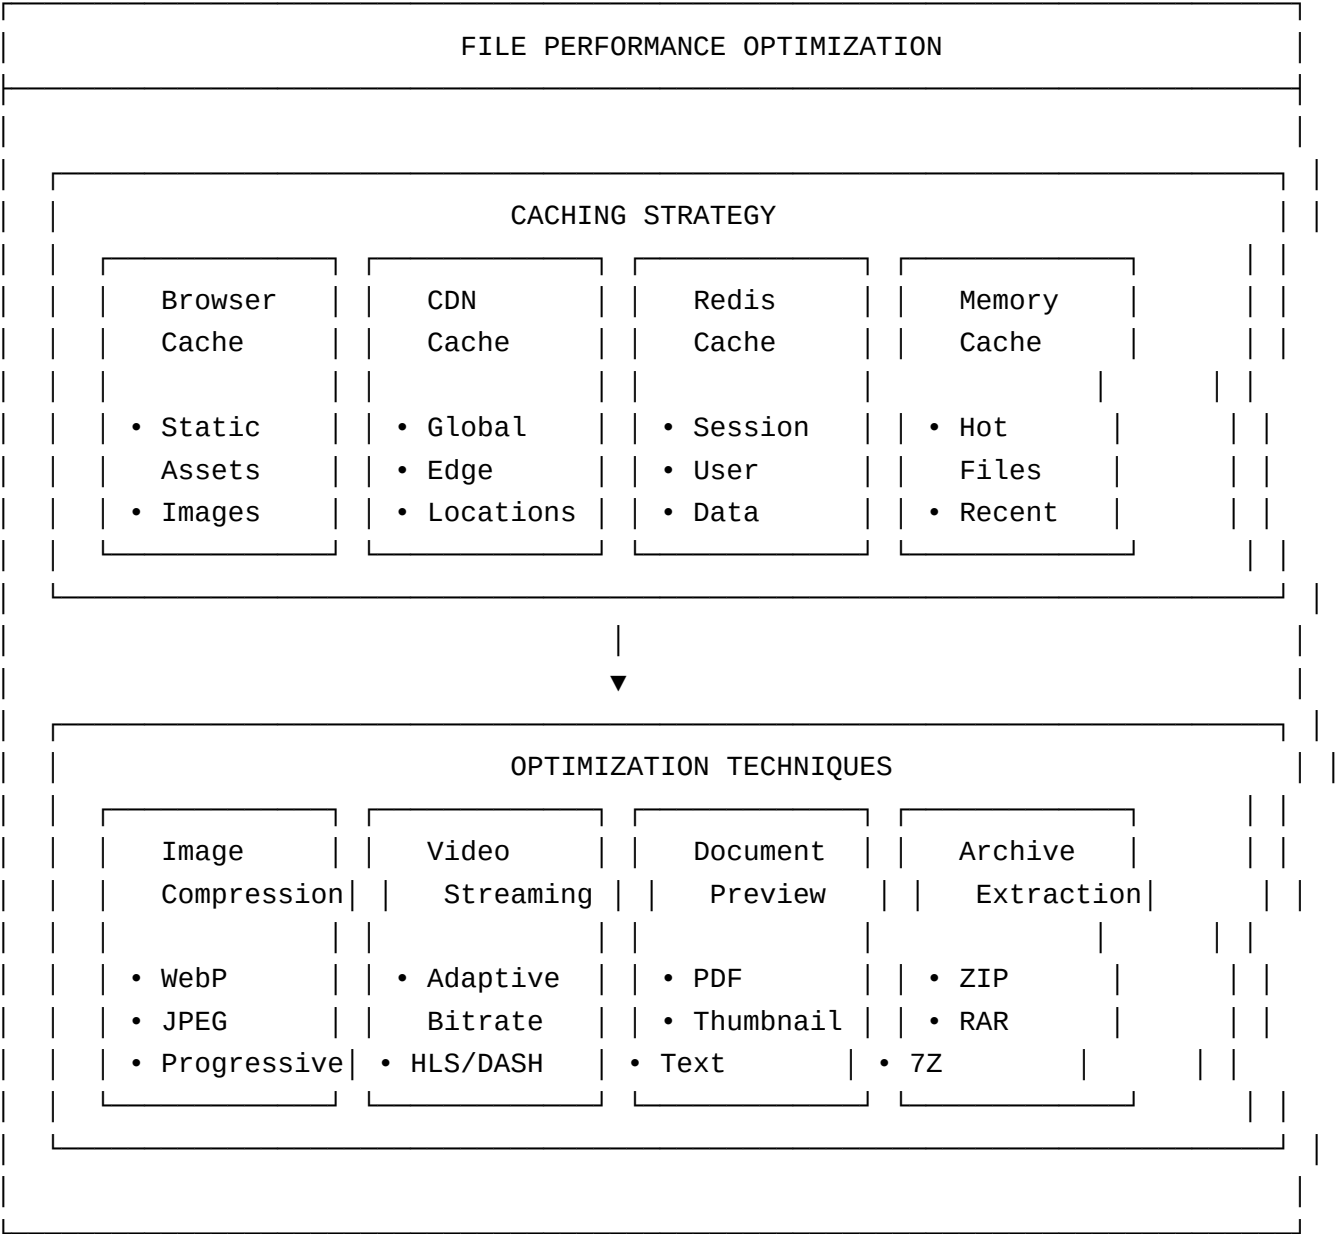 FILE PERFORMANCE OPTIMIZATION
CACHING STRATEGY
Browser CDN Redis Memory
Cache Cache Cache Cache
• Static • Global • Session • Hot
Assets • Edge • User Files
• Images • Locations • Data • Recent
▼
OPTIMIZATION TECHNIQUES
Image Video Document Archive
Compression Streaming Preview Extraction
• WebP • Adaptive • PDF • ZIP
• JPEG Bitrate • Thumbnail • RAR
• Progressive • HLS/DASH • Text • 7Z